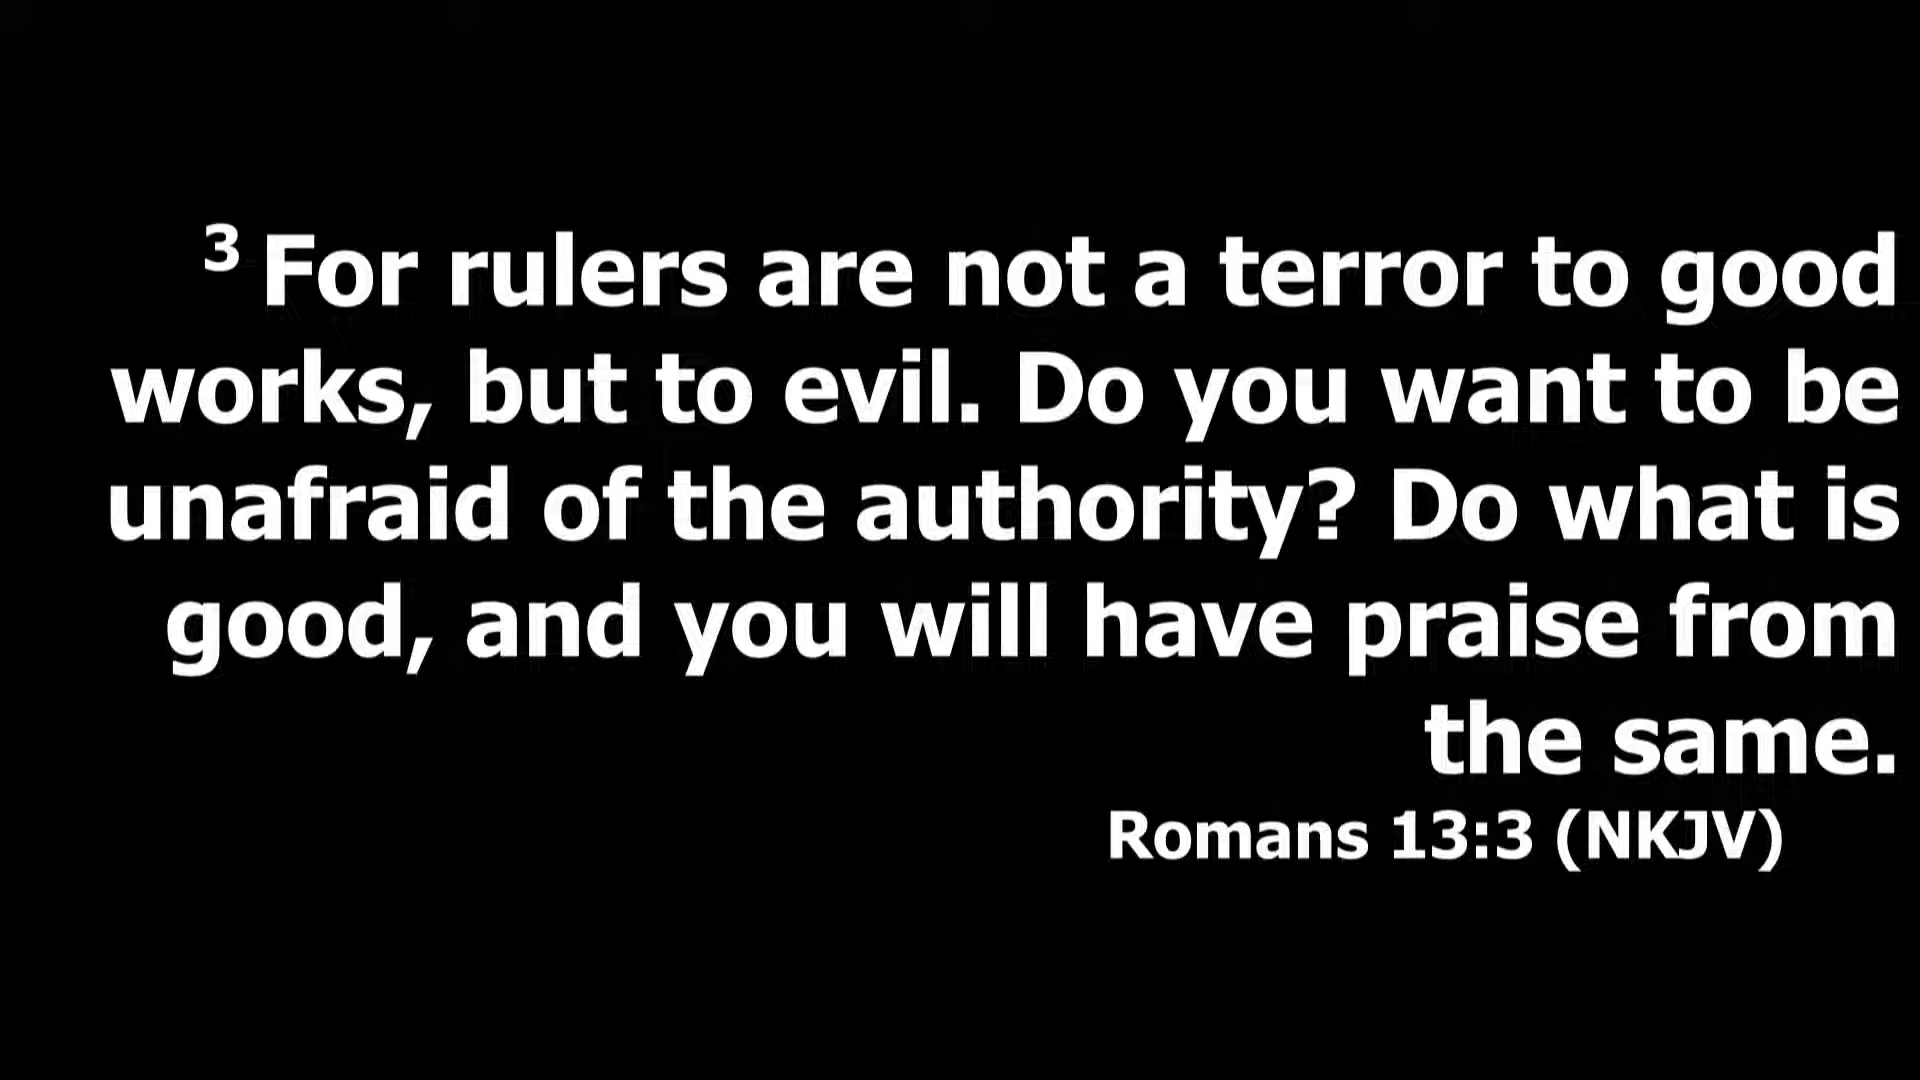 3 For rulers are not a terror to good
works, but to evil. Do you want to be
unafraid of the authority? Do what is
good, and you will have praise from
the same.
Romans 13:3 (NKJV)